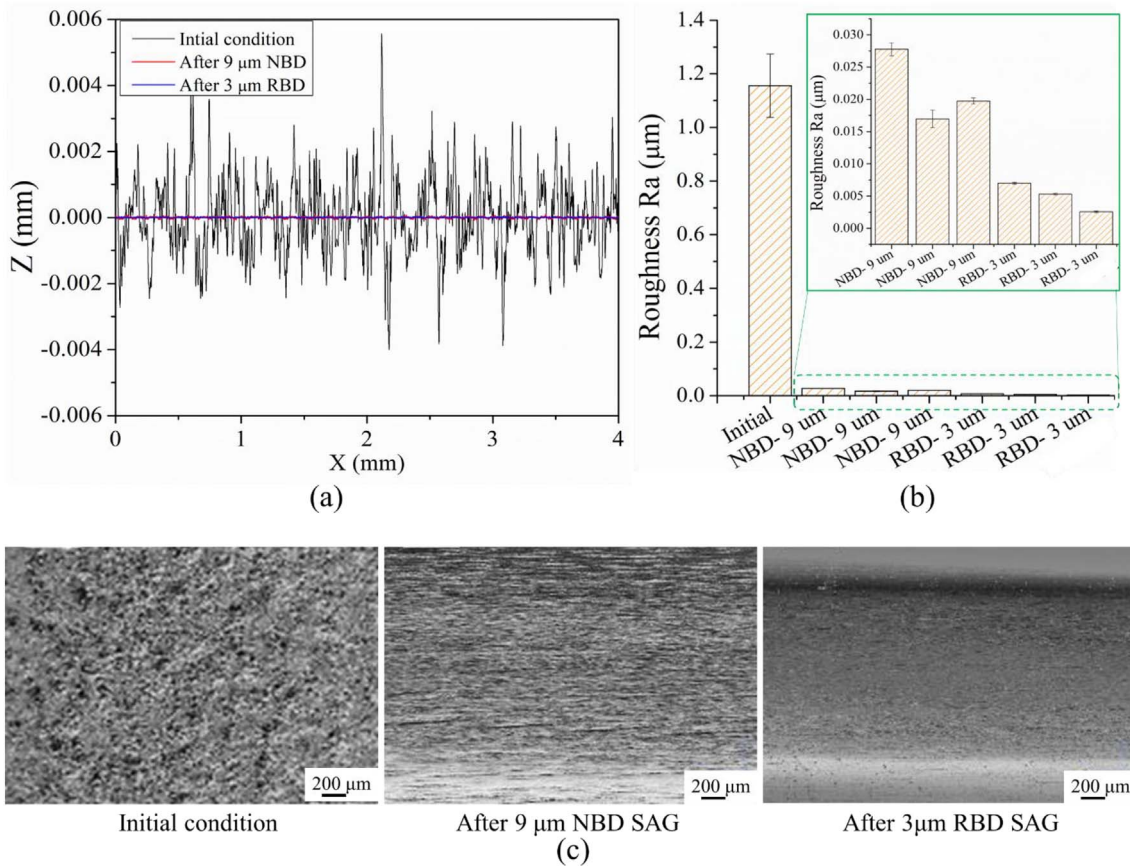 0.006
0.004
0.002
0.000
-0.002
-0.004
-0.006
Z (mm)
Intial condition
After 9 μm NBD
After 3 μm RBD
0 1 2 3 4
X (mm)
(a)
1.4
1.2
1.0
0.8
0.6
0.4
0.2
0.0
Roughness Ra (μm)
0.030
0.025
0.020
0.015
0.010
0.005
0.000
Roughness Ra (μm)
NBD- 9 um
NBD- 9 um
NBD- 9 um
RBD- 3 um
RBD- 3 um
RBD- 3 um
Initial
NBD- 9 um
NBD- 9 um
NBD- 9 um
RBD- 3 um
RBD- 3 um
RBD- 3 um
(b)
200 μm
200 μm
200 μm
Initial condition
After 9 μm NBD SAG
After 3μm RBD SAG
(c)